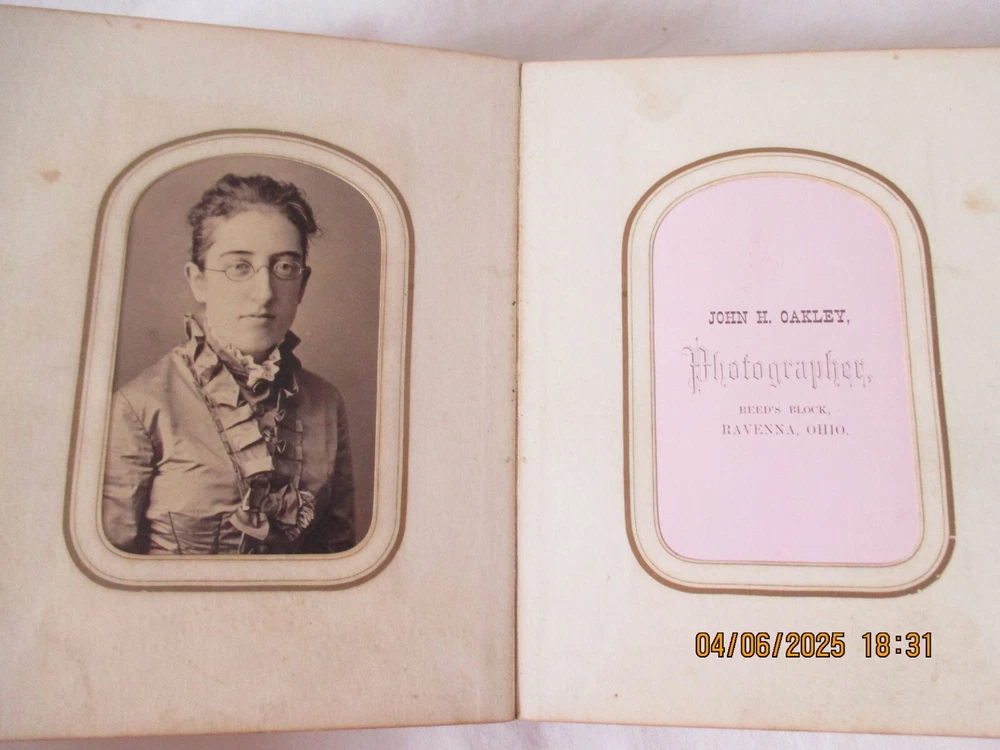 JOHN H. OAKLEY,
Photographer,
REED'S BLOCK,
RAVENNA, OHIO.
04/06/2025 18:31